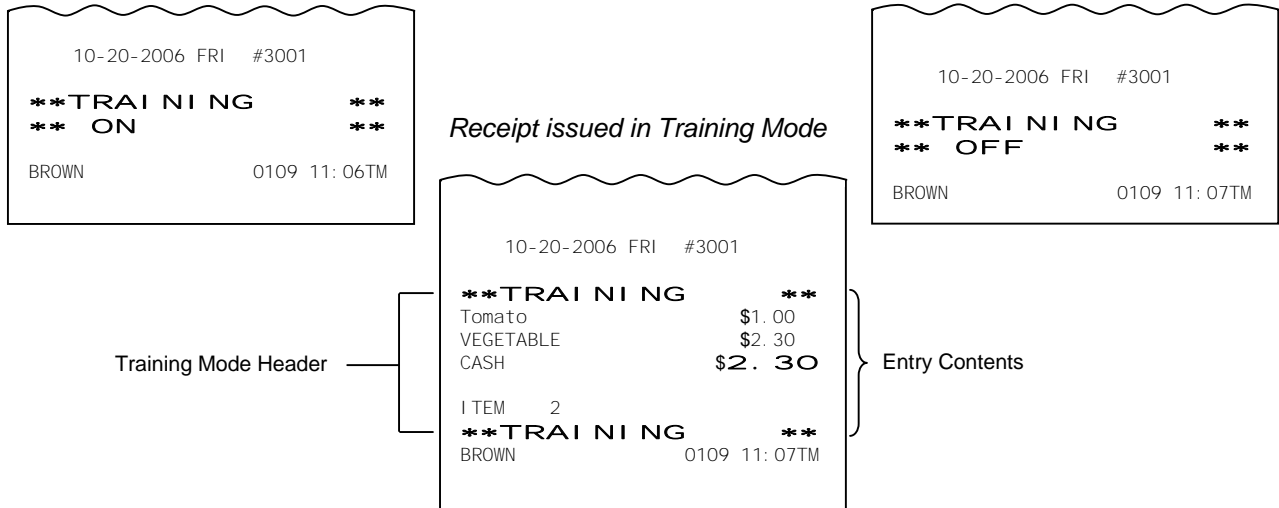 10-20-2006 FRI #3001
**TRAINING **
** ON **
BROWN 0109 11:06TM
Receipt issued in Training Mode
10-20-2006 FRI #3001
**TRAINING **
Tomato $1.00
VEGETABLE $2.30
CASH $2.30
ITEM 2
**TRAINING **
BROWN 0109 11:07TM
Training Mode Header
Entry Contents
10-20-2006 FRI #3001
**TRAINING **
** OFF **
BROWN 0109 11:07TM